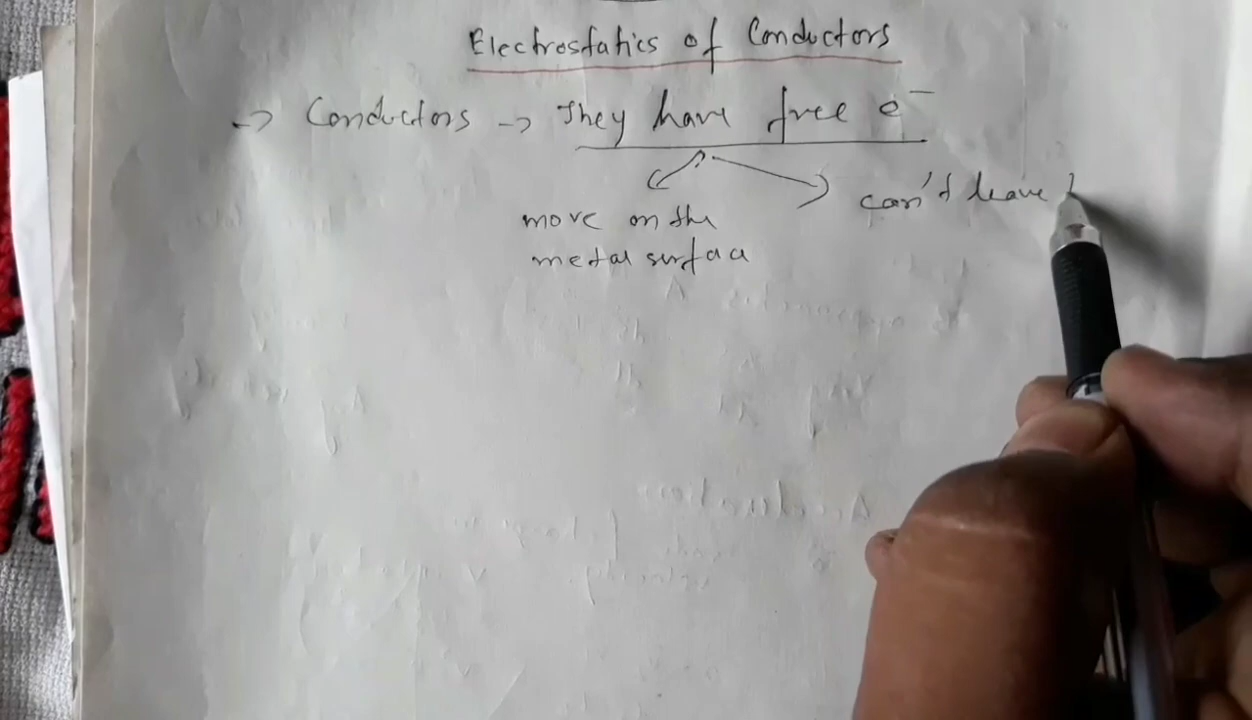 Electrostatics of Conductors
→ Conductors → They have free e⁻
can't leave
move on the
metal surface